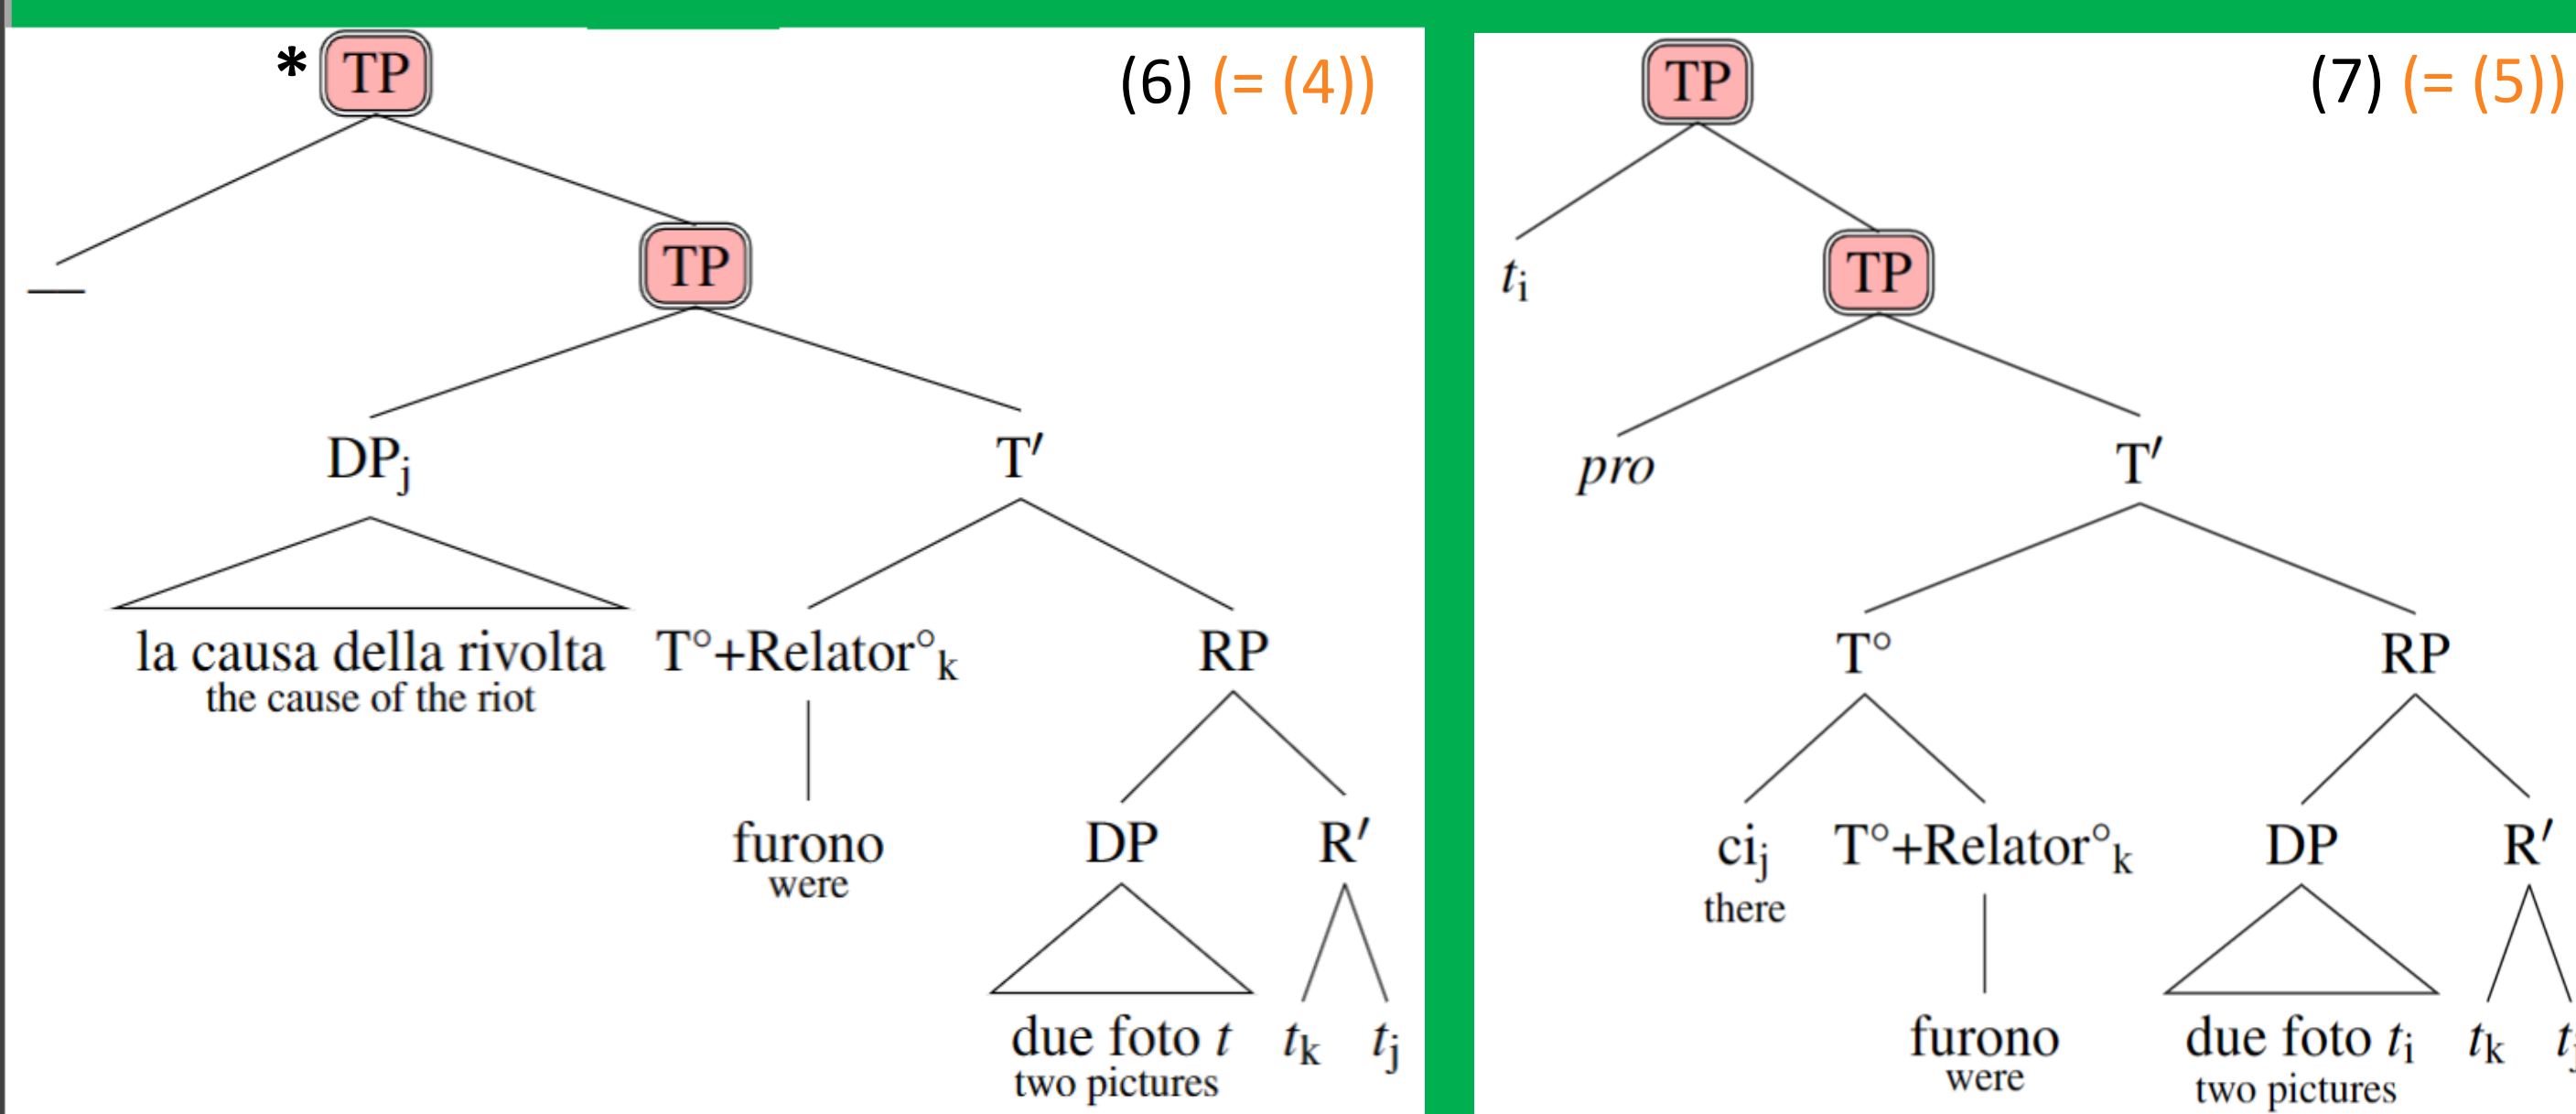 * TP (6) (= (4))
— TP
DPj T′
la causa della rivolta T°+Relator°k RP
the cause of the riot
furono DP R′
were
due foto t tk tj
two pictures
TP (7) (= (5))
ti TP
pro T′
T° RP
cij T°+Relator°k DP R′
there
furono due foto ti tk
were two pictures